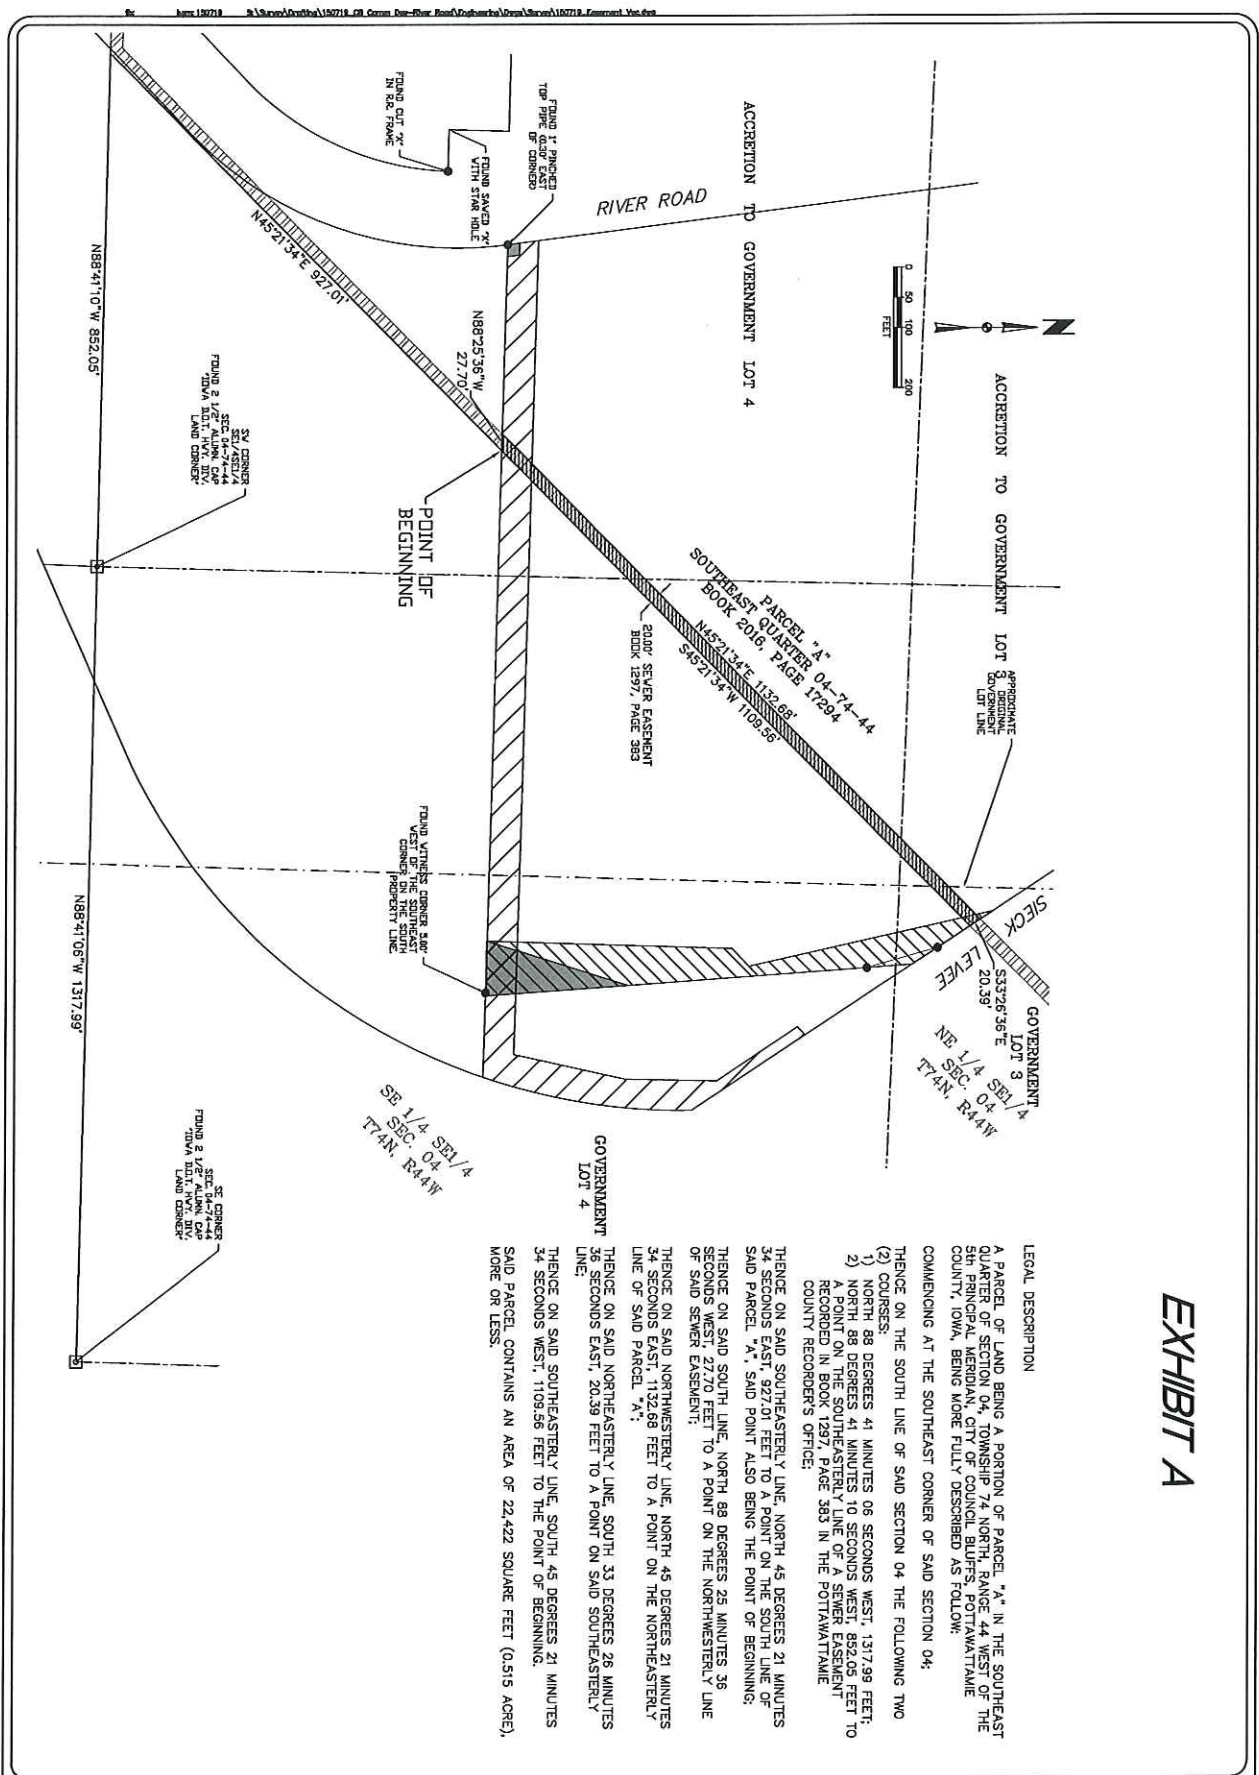 EXHIBIT A
LEGAL DESCRIPTION
A PARCEL OF LAND BEING A PORTION OF PARCEL "A" IN THE SOUTHEAST
QUARTER OF SECTION 04, TOWNSHIP 74 NORTH, RANGE 44 WEST OF THE
5th PRINCIPAL MERIDIAN, CITY OF COUNCIL BLUFFS, POTTAWATTAMIE
COUNTY, IOWA, BEING MORE FULLY DESCRIBED AS FOLLOW:
COMMENCING AT THE SOUTHEAST CORNER OF SAID SECTION 04;
THENCE ON THE SOUTH LINE OF SAID SECTION 04 THE FOLLOWING TWO
(2) COURSES:
1) NORTH 88 DEGREES 41 MINUTES 06 SECONDS WEST, 1317.99 FEET;
2) NORTH 88 DEGREES 41 MINUTES 10 SECONDS WEST, 852.05 FEET TO
A POINT ON THE SOUTHEASTERLY LINE OF A SEWER EASEMENT
RECORDED IN BOOK 1297, PAGE 383 IN THE POTTAWATTAMIE
COUNTY RECORDER'S OFFICE;
THENCE ON SAID SOUTHEASTERLY LINE, NORTH 45 DEGREES 21 MINUTES
34 SECONDS EAST, 927.01 FEET TO A POINT ON THE SOUTH LINE OF
SAID PARCEL "A", SAID POINT ALSO BEING THE POINT OF BEGINNING;
THENCE ON SAID SOUTH LINE, NORTH 88 DEGREES 25 MINUTES 36
SECONDS WEST, 27.70 FEET TO A POINT ON THE NORTHWESTERLY LINE
OF SAID SEWER EASEMENT;
THENCE ON SAID NORTHWESTERLY LINE, NORTH 45 DEGREES 21 MINUTES
34 SECONDS EAST, 1132.68 FEET TO A POINT ON THE NORTHEASTERLY
LINE OF SAID PARCEL "A";
THENCE ON SAID NORTHEASTERLY LINE, SOUTH 33 DEGREES 26 MINUTES
36 SECONDS EAST, 20.39 FEET TO A POINT ON SAID SOUTHEASTERLY
LINE;
THENCE ON SAID SOUTHEASTERLY LINE, SOUTH 45 DEGREES 21 MINUTES
34 SECONDS WEST, 1109.56 FEET TO THE POINT OF BEGINNING.
SAID PARCEL CONTAINS AN AREA OF 22,422 SQUARE FEET (0.515 ACRE),
MORE OR LESS.
N
0 50 100 200
FEET
ACCRETION TO GOVERNMENT LOT 3
ACCRETION TO GOVERNMENT LOT 4
APPROXIMATE
ORIGINAL
GOVERNMENT
LOT LINE
RIVER ROAD
SIECK
LEVEE
S33°26'36"E
20.39'
GOVERNMENT
LOT 3
NE 1/4 SE1/4
SEC. 04
T74N, R44W
PARCEL "A"
SOUTHEAST QUARTER 04-74-44
BOOK 2016, PAGE 17294
N45°21'34"E 1132.68'
S45°21'34"W 1109.56'
20.00' SEWER EASEMENT
BOOK 1297, PAGE 383
FOUND 1" PINCHED
TOP PIPE (0.30' EAST
OF CORNER)
FOUND SAVED "X"
WITH STAR HOLE
FOUND CUT "X"
IN R.R. FRAME
N88°25'36"W
27.70'
POINT OF
BEGINNING
N45°21'34"E 927.01'
FOUND WITNESS CORNER 5.00'
WEST OF THE SOUTHEAST
CORNER ON THE SOUTH
PROPERTY LINE.
GOVERNMENT
LOT 4
SE 1/4 SE1/4
SEC. 04
T74N, R44W
SW CORNER
SE1/4SE1/4
SEC. 04-74-44
FOUND 2 1/2" ALUMN. CAP
"IOWA D.O.T. HWY. DIV.
LAND CORNER"
SE CORNER
SEC. 04-74-44
FOUND 2 1/2" ALUMN. CAP
"IOWA D.O.T. HWY. DIV.
LAND CORNER"
N88°41'10"W 852.05'
N88°41'06"W 1317.99'